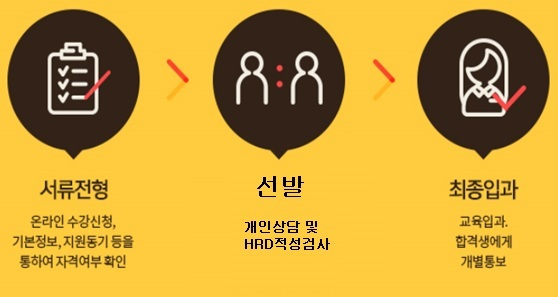 서류전형
온라인 수강신청,
기본정보, 지원동기 등을
통하여 자격여부 확인
선발
개인상담 및
HRD적성검사
최종입과
교육입과.
합격생에게
개별통보